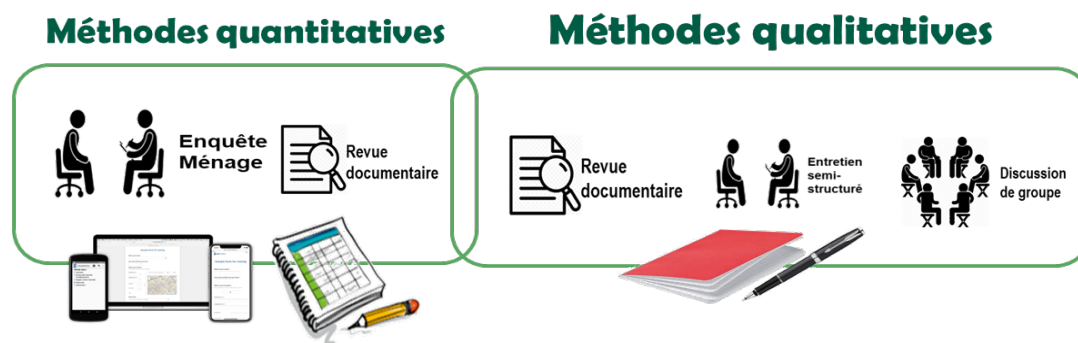 Méthodes quantitatives
Méthodes qualitatives
Enquête
Ménage
Revue
documentaire
Revue
documentaire
Entretien
semi-
structuré
Discussion
de groupe